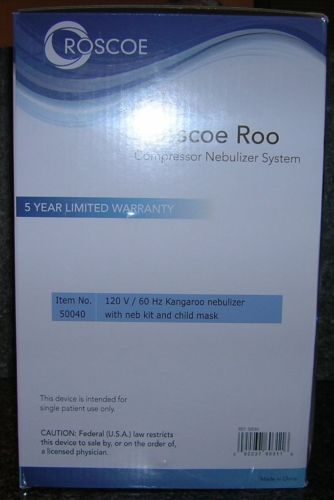 ROSCOE
scoe Roo
Compressor Nebulizer System
5 YEAR LIMITED WARRANTY
Item No. 120 V / 60 Hz Kangaroo nebulizer
50040 with neb kit and child mask
This device is intended for
single patient use only.
CAUTION: Federal (U.S.A.) law restricts
this device to sale by, or on the order of,
a licensed physician.
Made in China